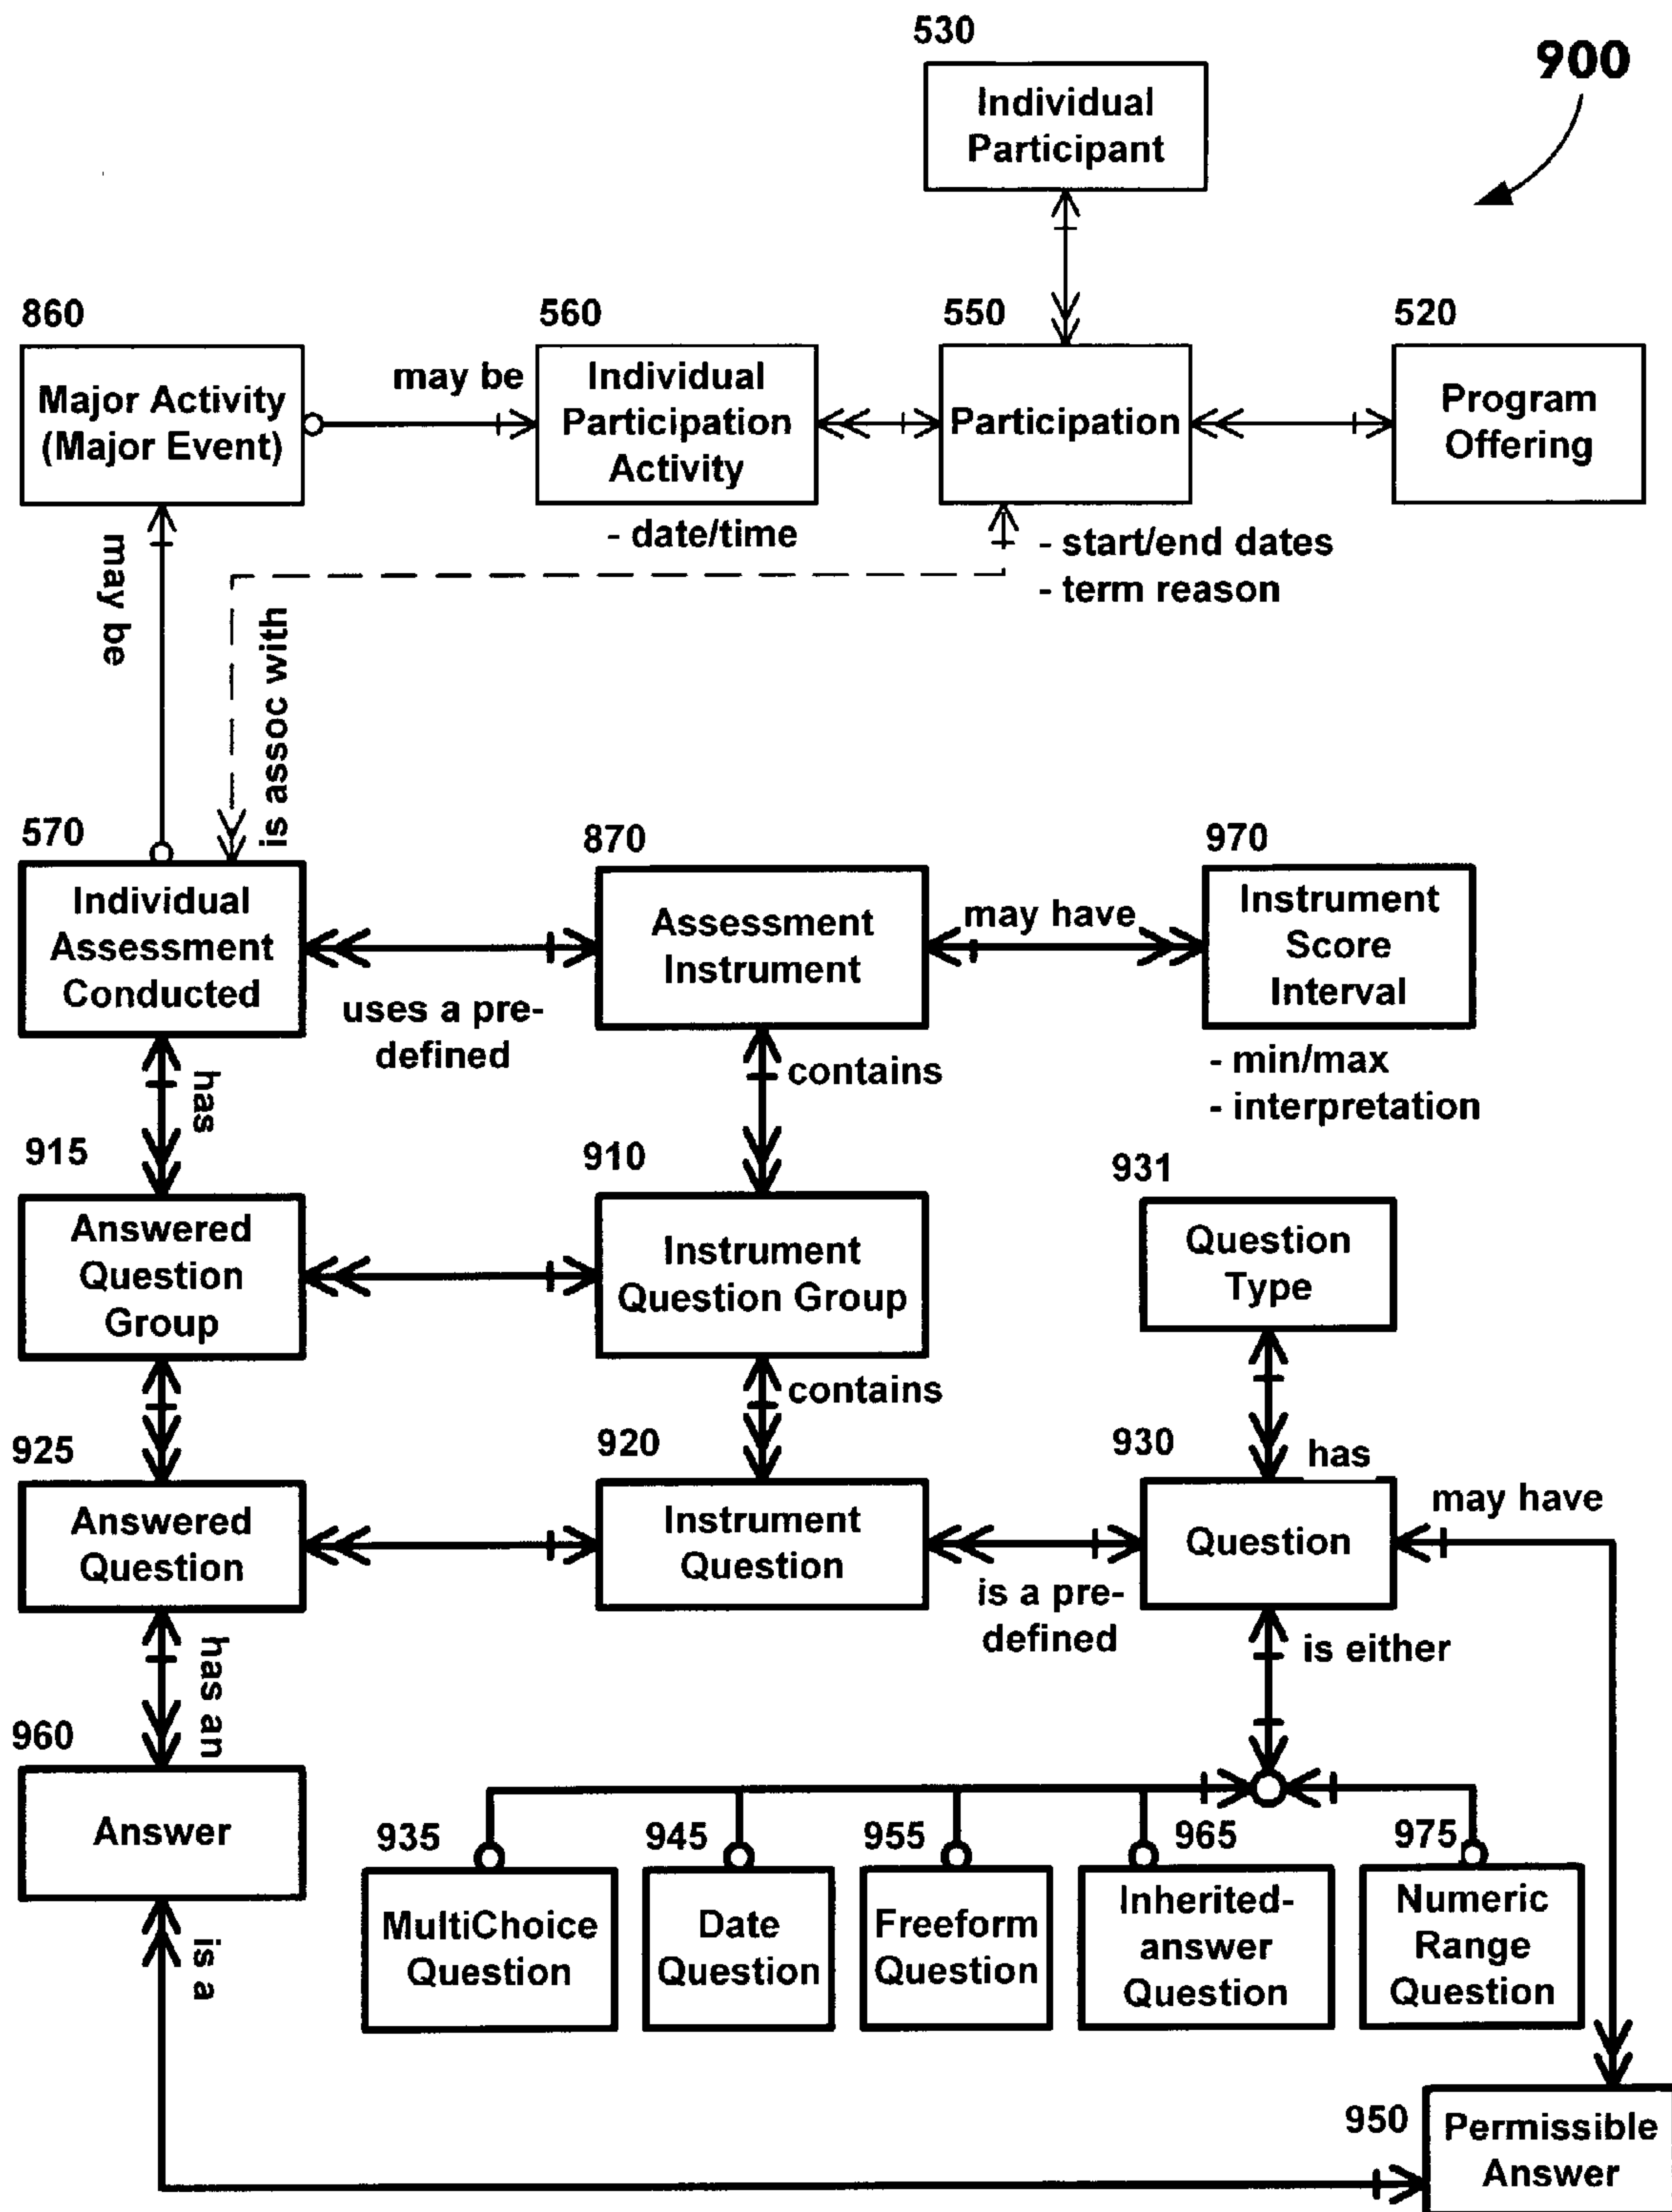 530
900
Individual
Participant
860
560
550
520
Major Activity
(Major Event)
may be
Individual
Participation
Activity
Participation
Program
Offering
- date/time
- start/end dates
- term reason
may be
is assoc with
570
870
970
Individual
Assessment
Conducted
uses a pre-
defined
Assessment
Instrument
may have
Instrument
Score
Interval
- min/max
- interpretation
has
contains
915
910
931
Answered
Question
Group
Instrument
Question Group
Question
Type
contains
925
920
930
has
may have
Answered
Question
Instrument
Question
is a pre-
defined
Question
is either
has an
960
Answer
is a
935
945
955
965
975
MultiChoice
Question
Date
Question
Freeform
Question
Inherited-
answer
Question
Numeric
Range
Question
950
Permissible
Answer